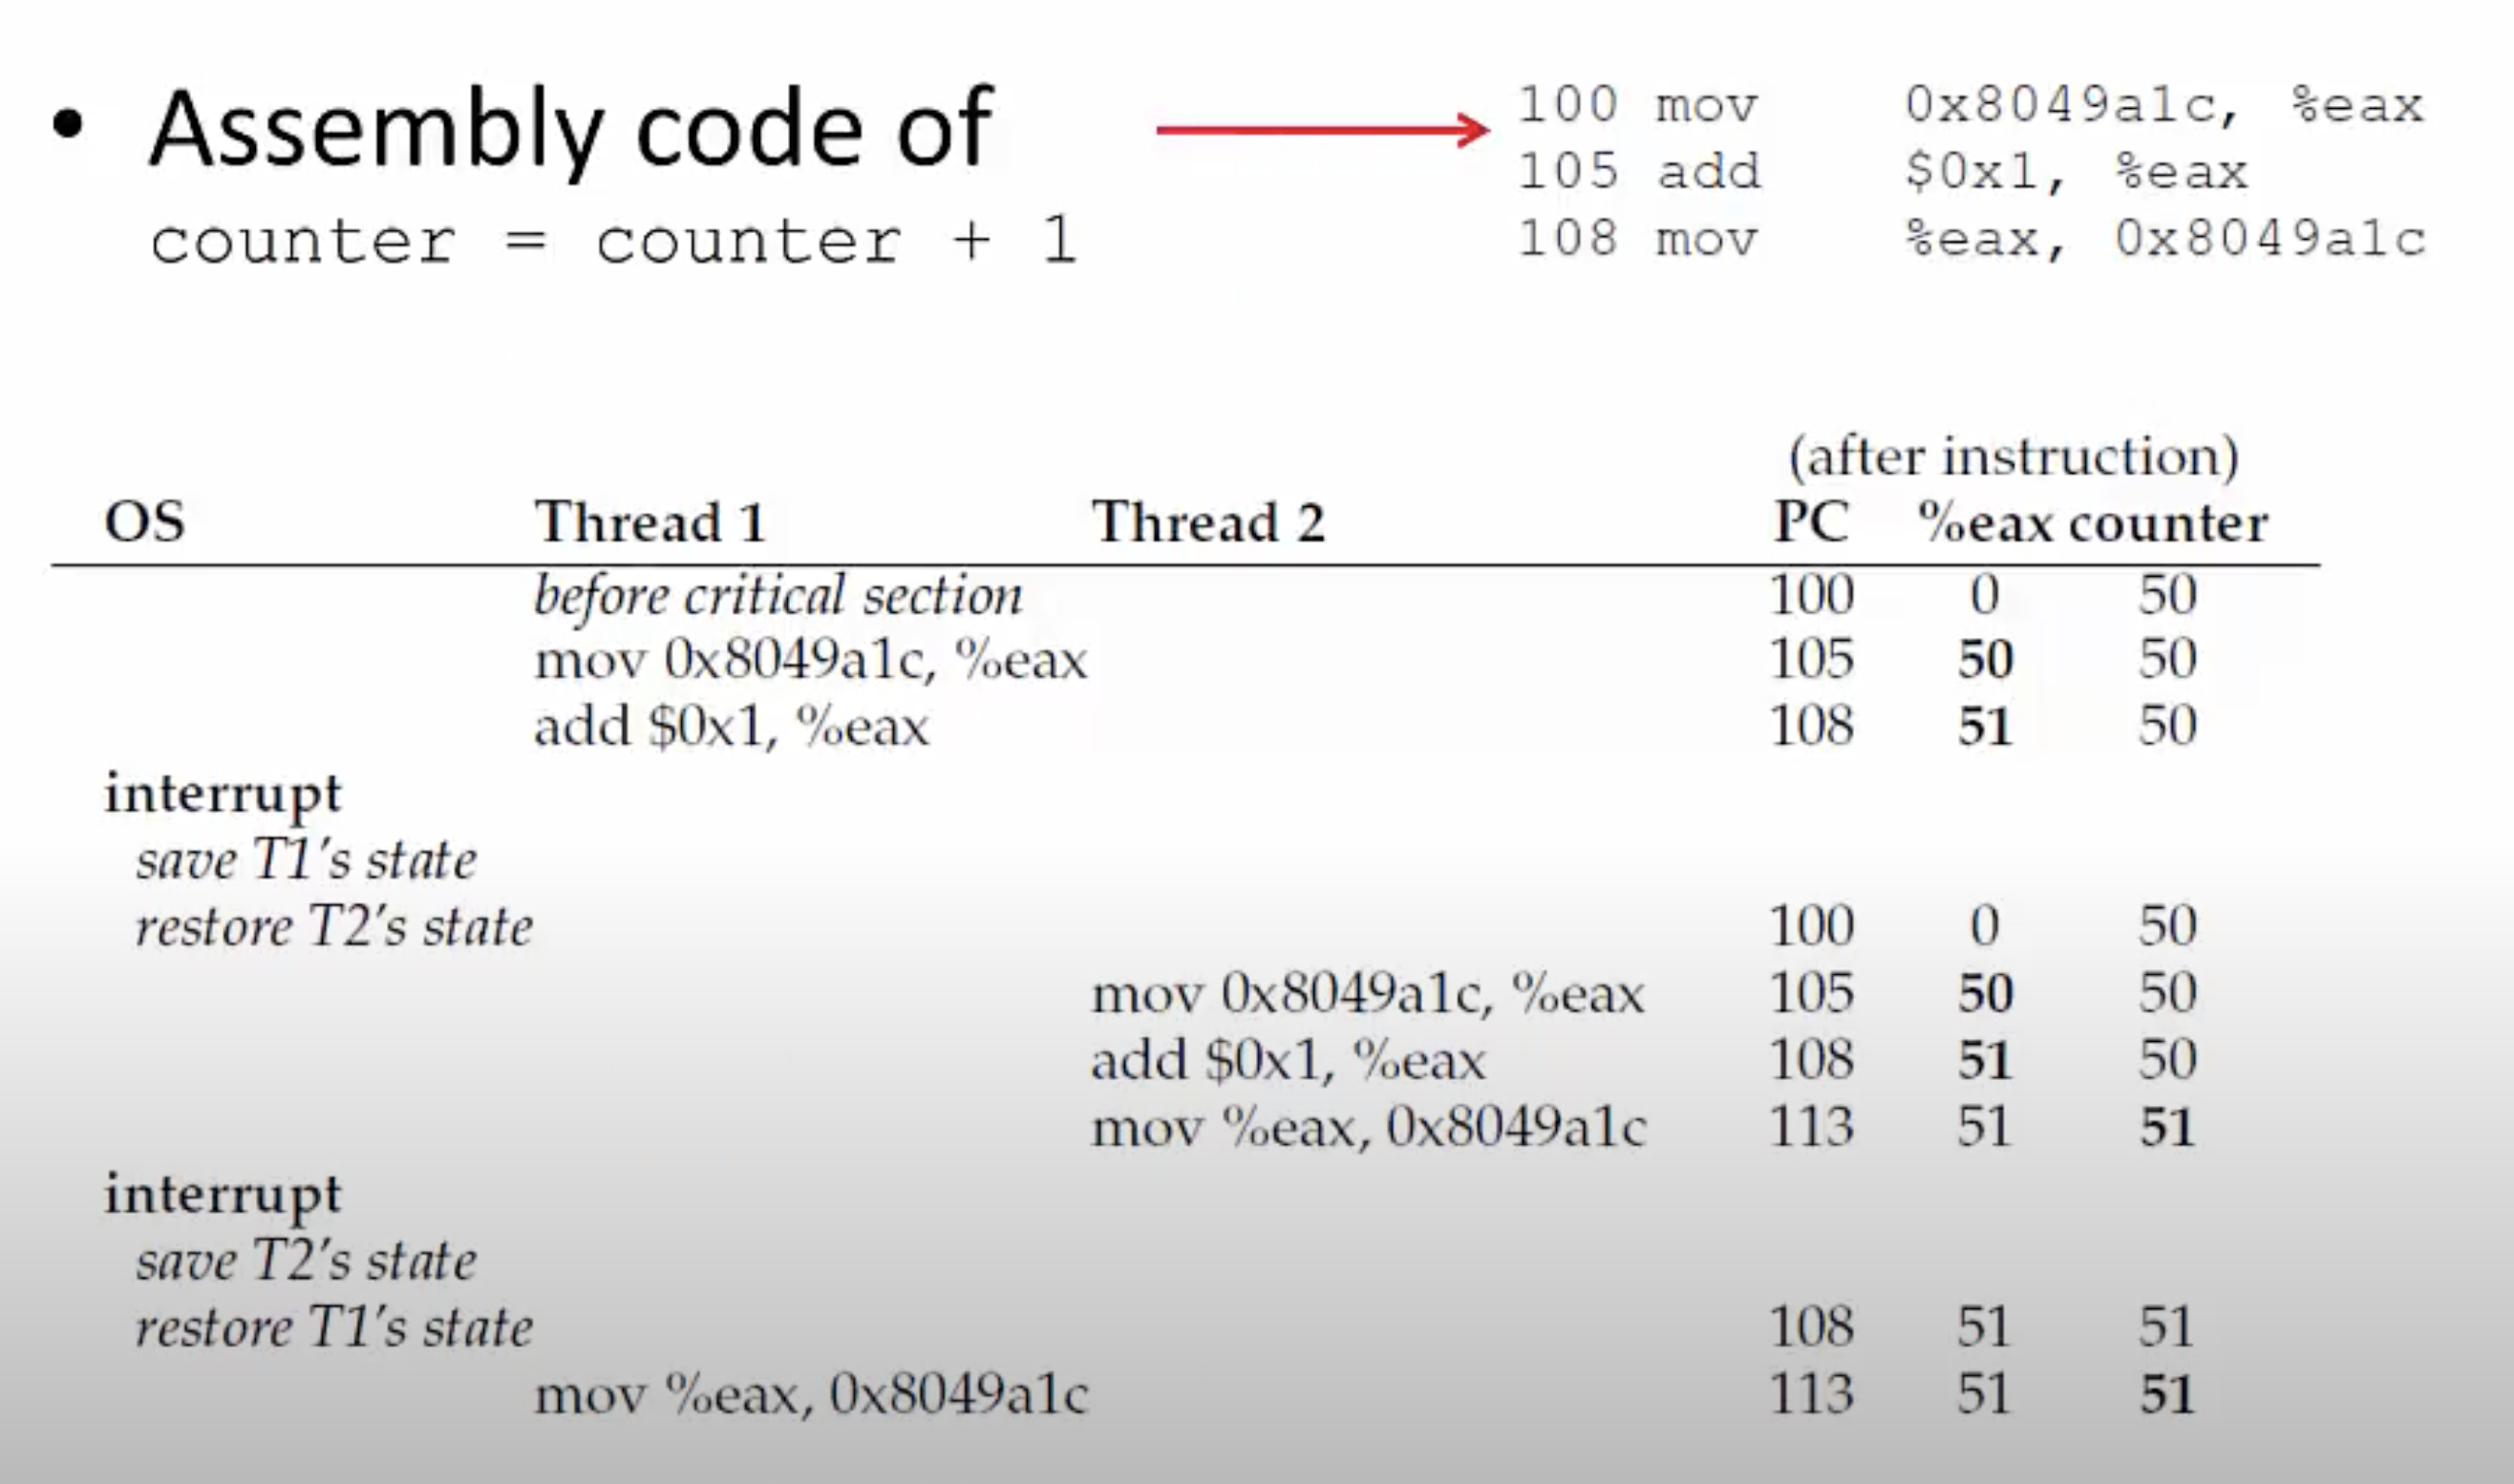 • Assembly code of
counter = counter + 1
100 mov 0x8049a1c, %eax
105 add $0x1, %eax
108 mov %eax, 0x8049a1c
(after instruction)
OS Thread 1 Thread 2 PC %eax counter
before critical section 100 0 50
mov 0x8049a1c, %eax 105 50 50
add $0x1, %eax 108 51 50
interrupt
save T1's state
restore T2's state 100 0 50
mov 0x8049a1c, %eax 105 50 50
add $0x1, %eax 108 51 50
mov %eax, 0x8049a1c 113 51 51
interrupt
save T2's state
restore T1's state 108 51 51
mov %eax, 0x8049a1c 113 51 51